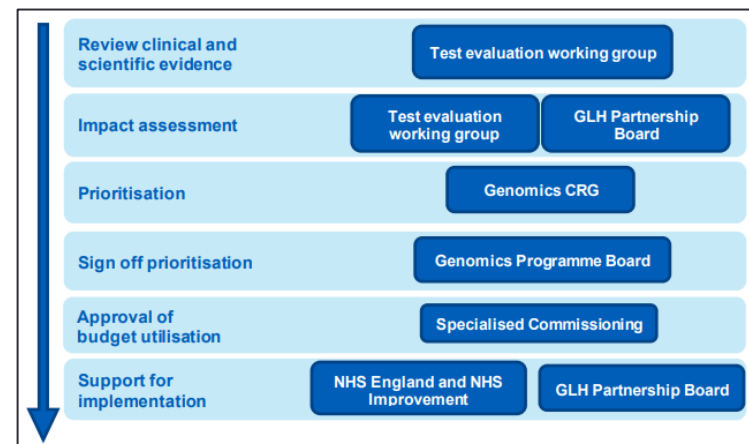 Review clinical and
scientific evidence
Test evaluation working group
Impact assessment
Test evaluation
working group
GLH Partnership
Board
Prioritisation
Genomics CRG
Sign off prioritisation
Genomics Programme Board
Approval of
budget utilisation
Specialised Commissioning
Support for
implementation
NHS England and NHS
Improvement
GLH Partnership Board